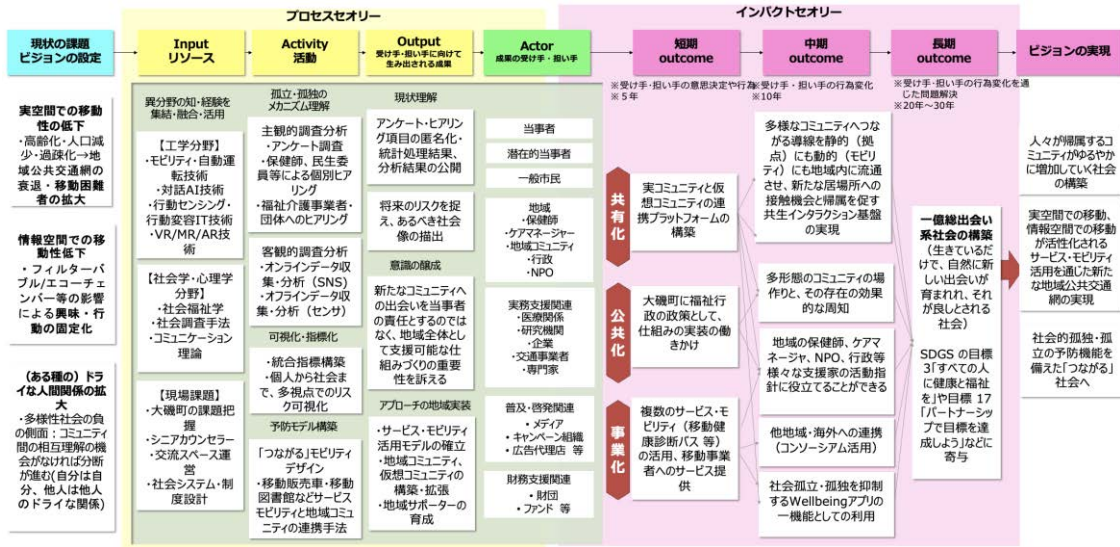 プロセスセオリー
インパクトセオリー
現状の課題
ビジョンの設定
Input
リソース
Activity
活動
Output
受け手・担い手に向けて
生み出される成果
Actor
成果の受け手・担い手
短期
outcome
中期
outcome
長期
outcome
ビジョンの実現
※受け手・担い手の意思決定や行為
※５年
※受け手・担い手の行為変化
※10年
※受け手・担い手の行為変化を通
じた問題解決
※20年～30年
実空間での移動
性の低下
・高齢化・人口減
少・過疎化→地
域公共交通網の
衰退・移動困難
者の拡大
情報空間での移
動性低下
・フィルターバ
ブル/エコーチェ
ンバー等の影響
による興味・行
動の固定化
(ある種の）ドラ
イな人間関係の拡
大
・多様性社会の負
の側面：コミュニティ
間の相互理解の機
会がなければ分断
が進む(自分は自
分、他人は他人
のドライな関係)
異分野の知・経験を
集結・融合・活用
【工学分野】
・モビリティ・自動運
転技術
・対話AI技術
・行動センシング・
行動変容IT技術
・VR/MR/AR技
術
【社会学・心理学
分野】
・社会福祉学
・社会調査手法
・コミュニケーション
理論
【現場課題】
・大磯町の課題把
握
・シニアカウンセラー
・交流スペース運
営
・社会システム・制
度設計
孤立・孤独の
メカニズム理解
主観的調査分析
・アンケート調査
・保健師、民生委
員等による個別ヒ
アリング
・福祉介護事業者・
団体へのヒアリング
客観的調査分析
・オンラインデータ収
集・分析（SNS）
・オフラインデータ収
集・分析（センサ）
可視化・指標化
・統合指標構築
・個人から社会ま
で、多視点でのリス
ク可視化
予防モデル構築
「つながる」モビリティ
デザイン
・移動販売車・移動
図書館などサービス
モビリティと地域コミュ
ニティの連携手法
現状理解
アンケート・ヒアリン
グ項目の匿名化・
統計処理結果、
分析結果の公開
将来のリスクを捉
え、あるべき社会
像の描出
意識の醸成
新たなコミュニティ
への出会いを当事者
の責任とするのでは
なく、地域全体とし
て支援可能な仕
組みづくりの重要
性を訴える
アプローチの地域実装
・サービス・モビリティ
活用モデルの確立
・地域コミュニティ、
仮想コミュニティの
構築・拡張
・地域サポーターの
育成
当事者
潜在的当事者
一般市民
地域
・保健師
・ケアマネージャー
・地域コミュニティ
・行政
・NPO
実務支援関連
・医療関係
・研究機関
・企業
・交通事業者
・専門家
普及・啓発関連
・メディア
・キャンペーン組織
・広告代理店 等
財務支援関連
・財団
・ファンド 等
共有化
公共化
事業化
実コミュニティと仮
想コミュニティの連
携プラットフォームの
構築
大磯町に福祉行
政の政策として、
仕組みの実装の働
きかけ
複数のサービス・モ
ビリティ（移動健
康診断バス 等）
の活用、移動事業
者へのサービス提
供
多様なコミュニティへつなが
る導線を静的（拠
点）にも動的（モビリ
ティ）にも地域内に流通
させ、新たな居場所への
接触機会と帰属を促す
共生インタラクション基盤
の実現
多形態のコミュニティの場
作りと、その存在の効果
的な周知
地域の保健師、ケアマ
ネージャ、NPO、行政等
様々な支援家の活動指
針に役立てることができる
他地域・海外への連携
（コンソーシアム活用）
社会孤立・孤独を抑制
するWellbeingアプリの
一機能としての利用
一億総出会い
系社会の構築
（生きているだけ
で、自然に新
しい出会いが
育まれれ、それ
が良しとされる
社会）
SDGS の目標
3「すべての人
に健康と福祉
を」や目標 17
「パートナーシッ
プで目標を達
成しよう」などに
寄与
人々が帰属するコ
ミュニティがゆるやか
に増加していく社会
の構築
実空間での移動、
情報空間での移動
が活性化される
サービス・モビリティ
活用を通じた新た
な地域公共交通
網の実現
社会的孤独・孤
立の予防機能を
備えた「つながる」
社会へ